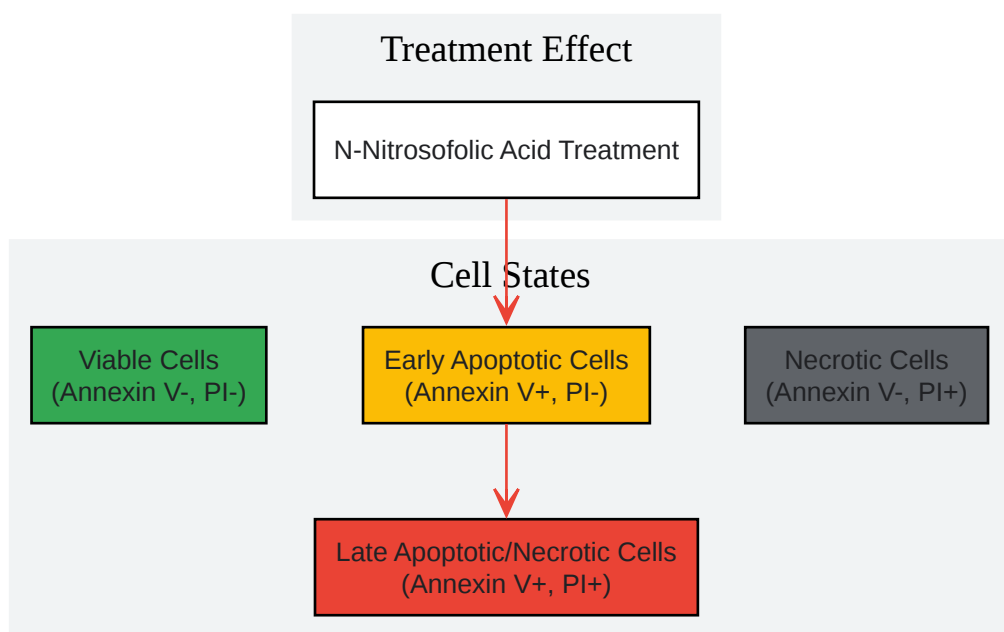 Treatment Effect
N-Nitrosofolic Acid Treatment
Cell States
Viable Cells
(Annexin V-, PI-)
Early Apoptotic Cells
(Annexin V+, PI-)
Necrotic Cells
(Annexin V-, PI+)
Late Apoptotic/Necrotic Cells
(Annexin V+, PI+)